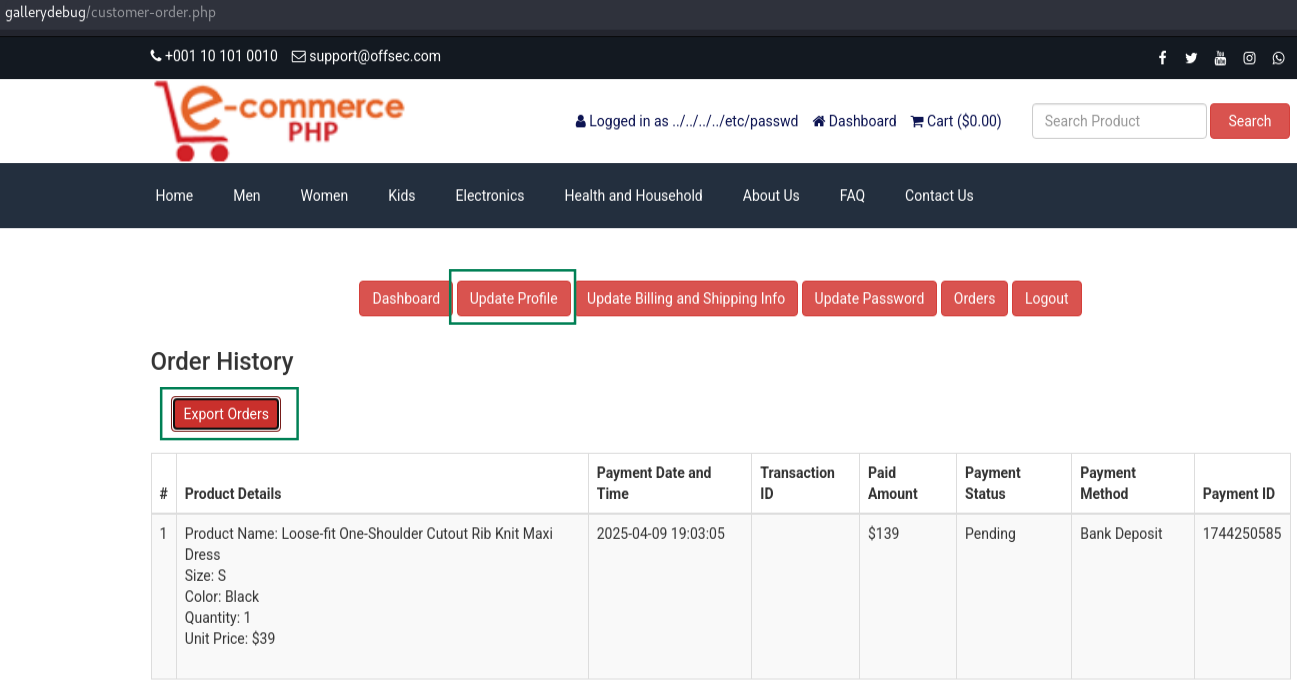 gallerydebug/customer-order.php
+001 10 101 0010 support@offsec.com
You Tube
e-commerce
PHP
Logged in as ../../../../etc/passwd Dashboard Cart ($0.00) Search Product Search
Home Men Women Kids Electronics Health and Household About Us FAQ Contact Us
Dashboard Update Profile Update Billing and Shipping Info Update Password Orders Logout
Order History
Export Orders
# Product Details Payment Date and Time Transaction ID Paid Amount Payment Status Payment Method Payment ID
1 Product Name: Loose-fit One-Shoulder Cutout Rib Knit Maxi 2025-04-09 19:03:05 $139 Pending Bank Deposit 1744250585
Dress
Size: S
Color: Black
Quantity: 1
Unit Price: $39